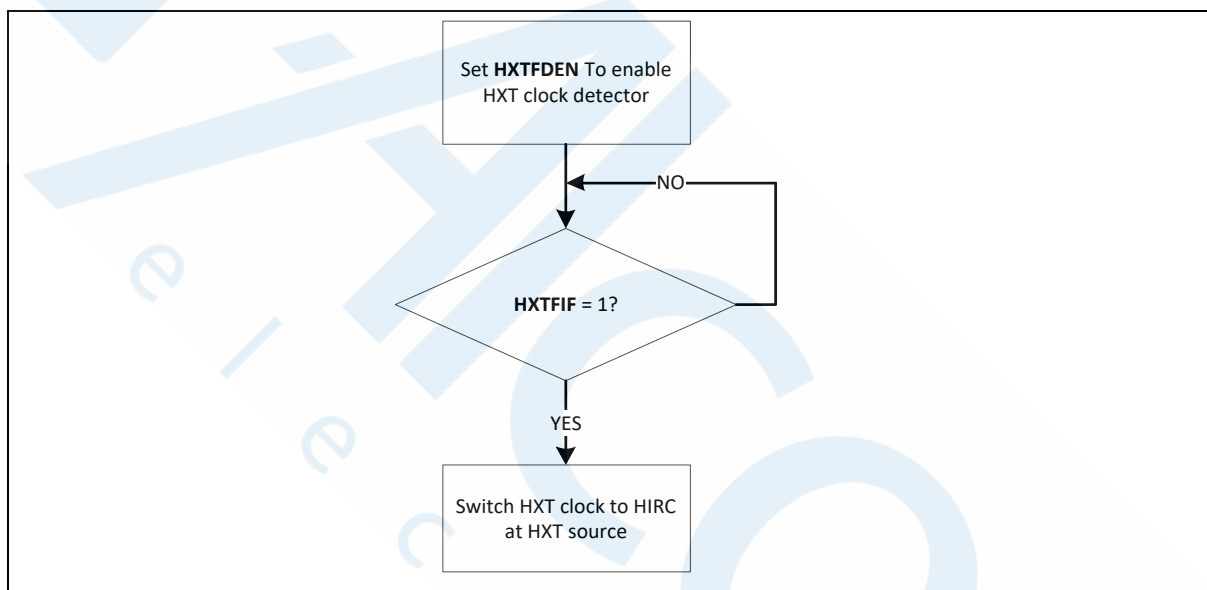 Set HXTFDEN To enable
HXT clock detector
NO
HXTFIF = 1?
YES
Switch HXT clock to HIRC
at HXT source
e
l
e
c